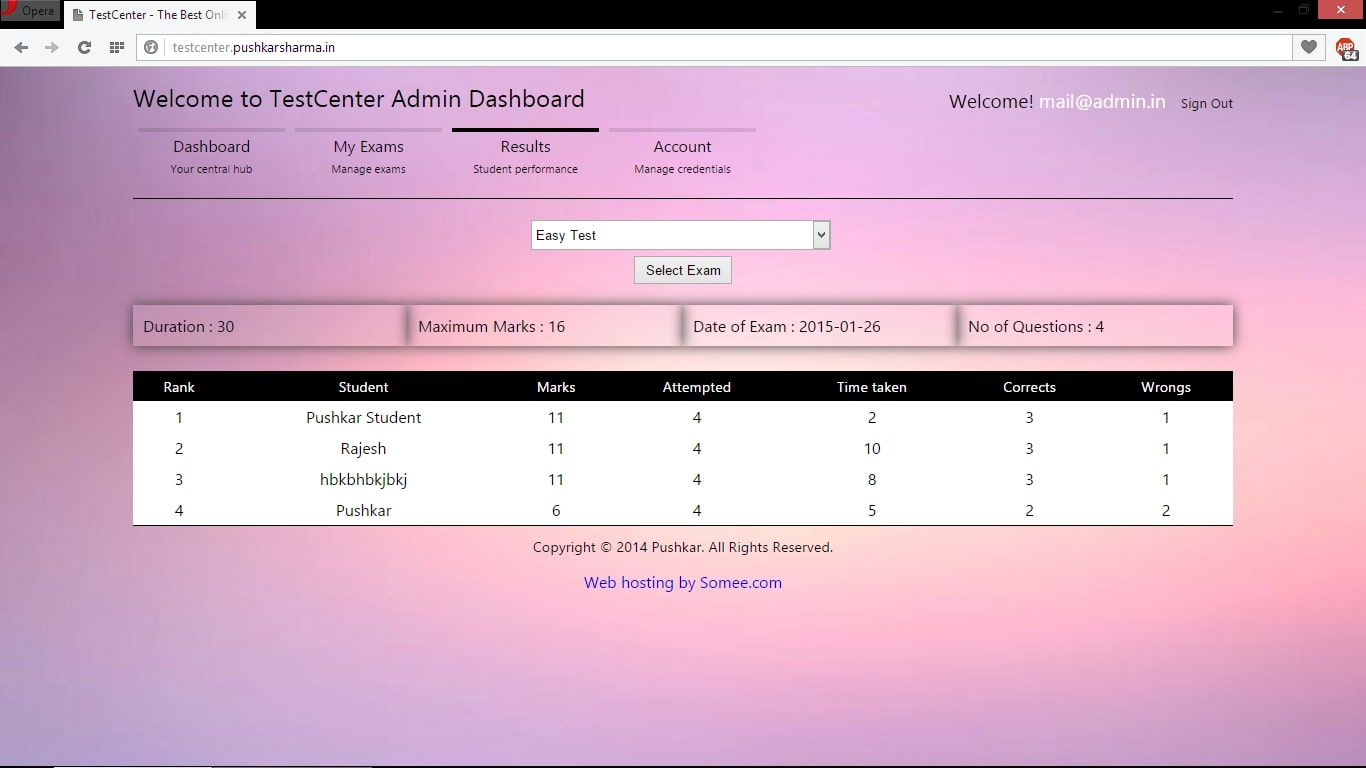 Opera
TestCenter - The Best Onli
testcenter.pushkarsharma.in
ABP
64
Welcome to TestCenter Admin Dashboard
Welcome! mail@admin.in Sign Out
Dashboard My Exams Results Account
Your central hub Manage exams Student performance Manage credentials
Easy Test
Select Exam
Duration : 30 Maximum Marks : 16 Date of Exam : 2015-01-26 No of Questions : 4
Rank Student Marks Attempted Time taken Corrects Wrongs
1 Pushkar Student 11 4 2 3 1
2 Rajesh 11 4 10 3 1
3 hbkbhbkjbkj 11 4 8 3 1
4 Pushkar 6 4 5 2 2
Copyright © 2014 Pushkar. All Rights Reserved.
Web hosting by Somee.com